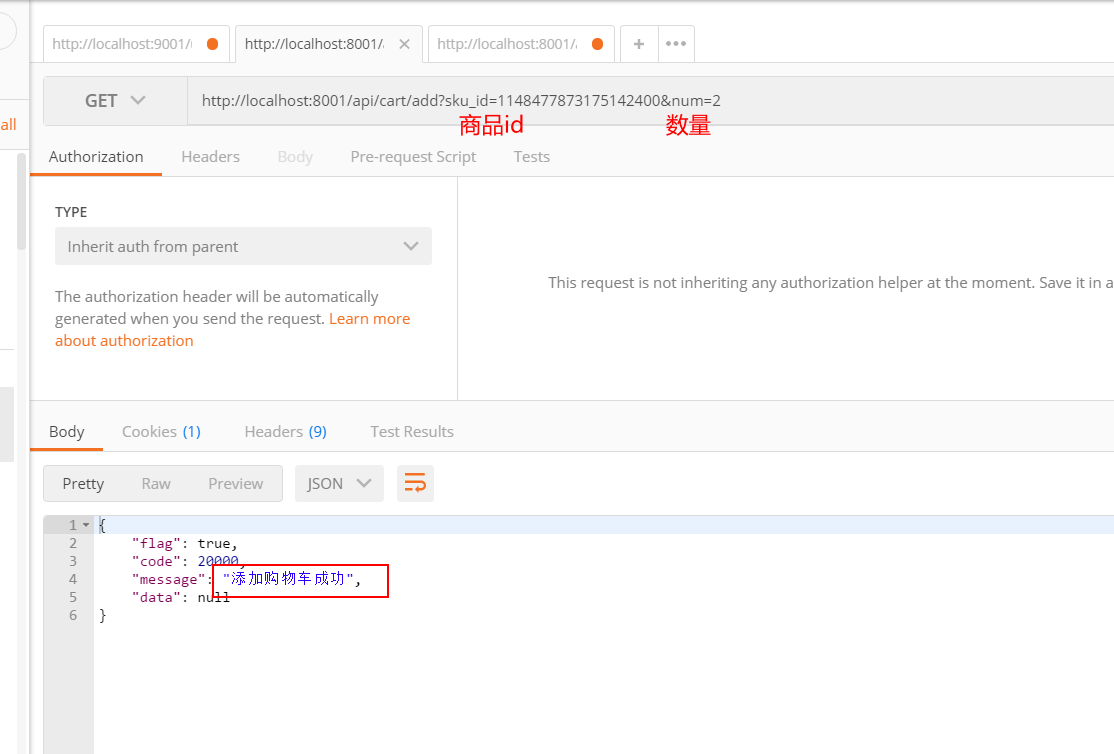 http://localhost:9001/ http://localhost:8001/ http://localhost:8001/
all
GET http://localhost:8001/api/cart/add?sku_id=1148477873175142400&num=2
商品id 数量
Authorization Headers Body Pre-request Script Tests
TYPE
Inherit auth from parent
The authorization header will be automatically
generated when you send the request. Learn more
about authorization
This request is not inheriting any authorization helper at the moment. Save it in a
Body Cookies (1) Headers (9) Test Results
Pretty Raw Preview JSON
1 {
2 "flag": true,
3 "code": 20000,
4 "message": "添加购物车成功",
5 "data": null
6 }